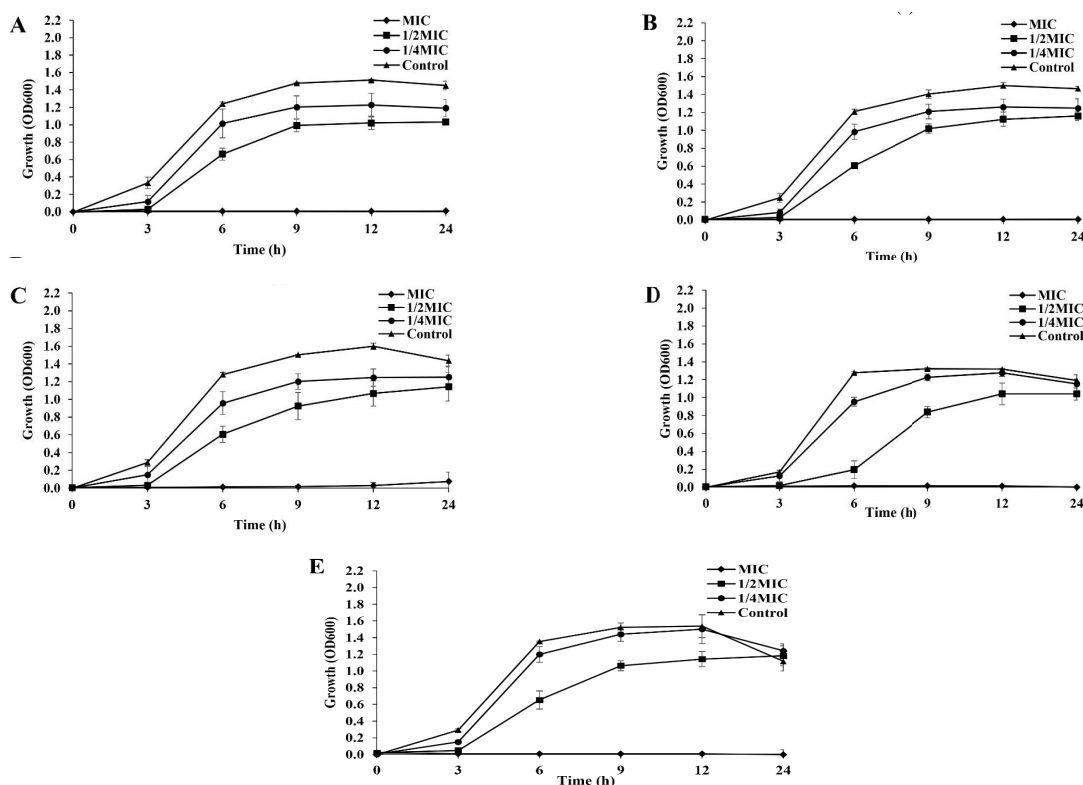 A
MIC
1/2MIC
1/4MIC
Control
Growth (OD600)
2.2
2.0
1.8
1.6
1.4
1.2
1.0
0.8
0.6
0.4
0.2
0.0
0 3 6 9 12 24
Time (h)
B
MIC
1/2MIC
1/4MIC
Control
Growth (OD600)
2.2
2.0
1.8
1.6
1.4
1.2
1.0
0.8
0.6
0.4
0.2
0.0
0 3 6 9 12 24
Time (h)
C
MIC
1/2MIC
1/4MIC
Control
Growth (OD600)
2.2
2.0
1.8
1.6
1.4
1.2
1.0
0.8
0.6
0.4
0.2
0.0
0 3 6 9 12 24
Time (h)
D
MIC
1/2MIC
1/4MIC
Control
Growth (OD600)
2.2
2.0
1.8
1.6
1.4
1.2
1.0
0.8
0.6
0.4
0.2
0.0
0 3 6 9 12 24
Time (h)
E
MIC
1/2MIC
1/4MIC
Control
Growth (OD600)
2.2
2.0
1.8
1.6
1.4
1.2
1.0
0.8
0.6
0.4
0.2
0.0
0 3 6 9 12 24
Time (h)